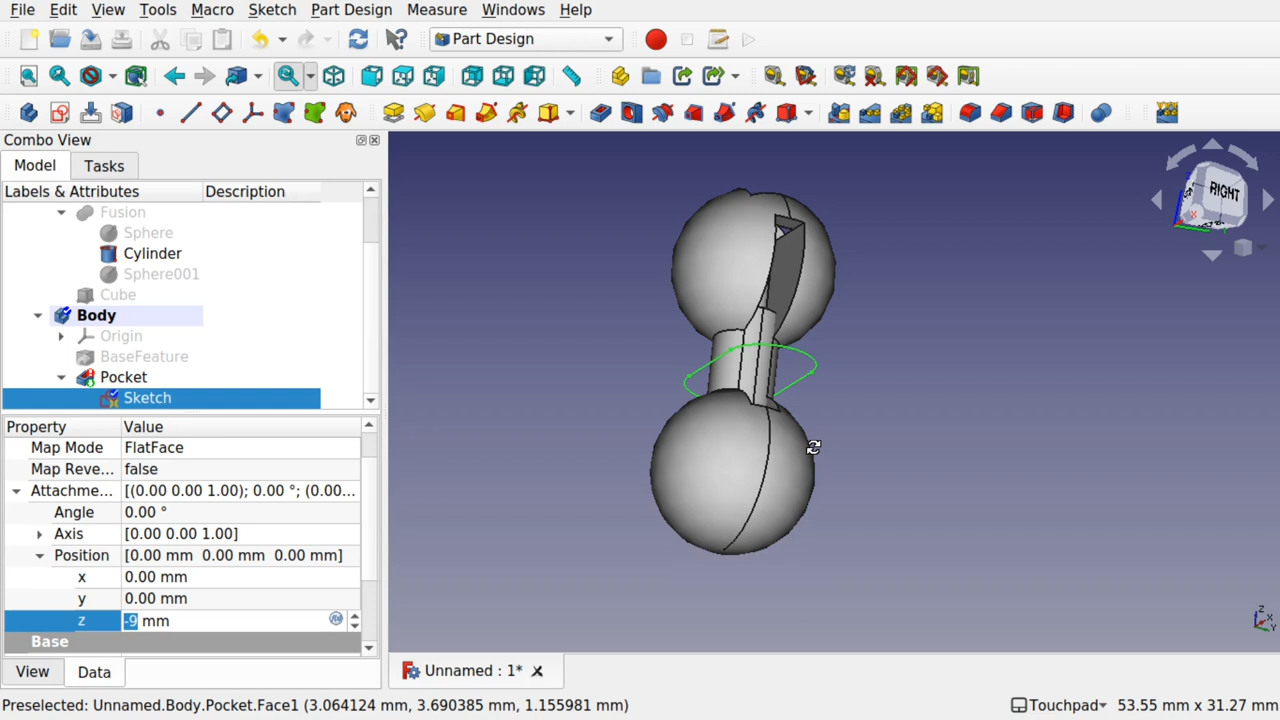 File Edit View Tools Macro Sketch Part Design Measure Windows Help
Part Design
Combo View
Model Tasks
Labels & Attributes Description
Fusion
Sphere
Cylinder
Sphere001
Cube
Body
Origin
BaseFeature
Pocket
Sketch
Property Value
Map Mode FlatFace
Map Reve... false
Attachme... [(0.00 0.00 1.00); 0.00 °; (0.00...
Angle 0.00 °
Axis [0.00 0.00 1.00]
Position [0.00 mm 0.00 mm 0.00 mm]
x 0.00 mm
y 0.00 mm
z -9 mm
Base
View Data
RIGHT
Z
X
Y
Unnamed : 1*
Preselected: Unnamed.Body.Pocket.Face1 (3.064124 mm, 3.690385 mm, 1.155981 mm)
Touchpad 53.55 mm x 31.27 mm